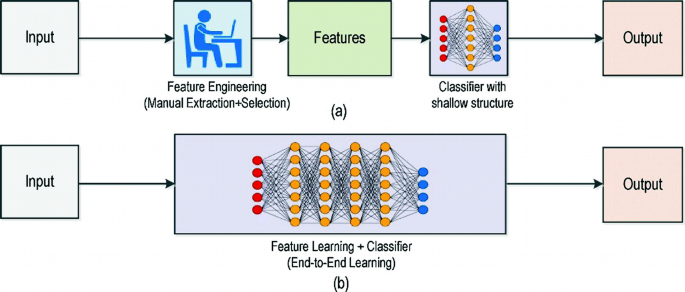 Input
Feature Engineering
(Manual Extraction+Selection)
Features
Classifier with
shallow structure
Output
(a)
Input
Feature Learning + Classifier
(End-to-End Learning)
Output
(b)